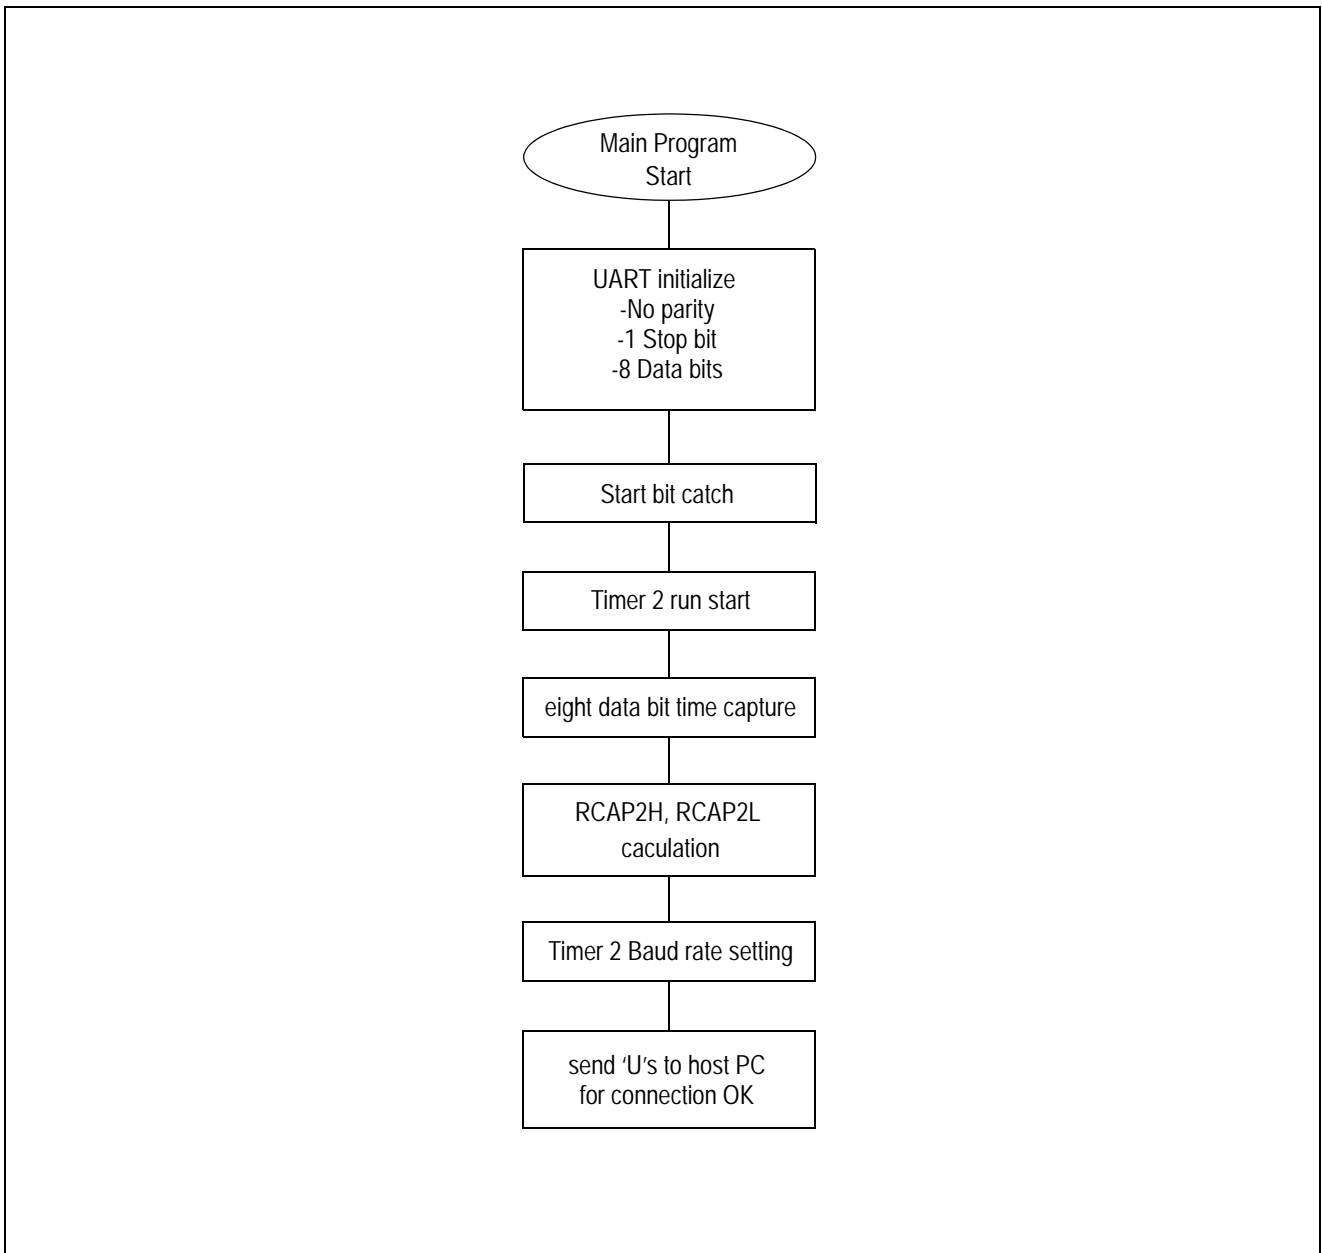 Main Program
Start
UART initialize
-No parity
-1 Stop bit
-8 Data bits
Start bit catch
Timer 2 run start
eight data bit time capture
RCAP2H, RCAP2L
caculation
Timer 2 Baud rate setting
send ‘U’s to host PC
for connection OK